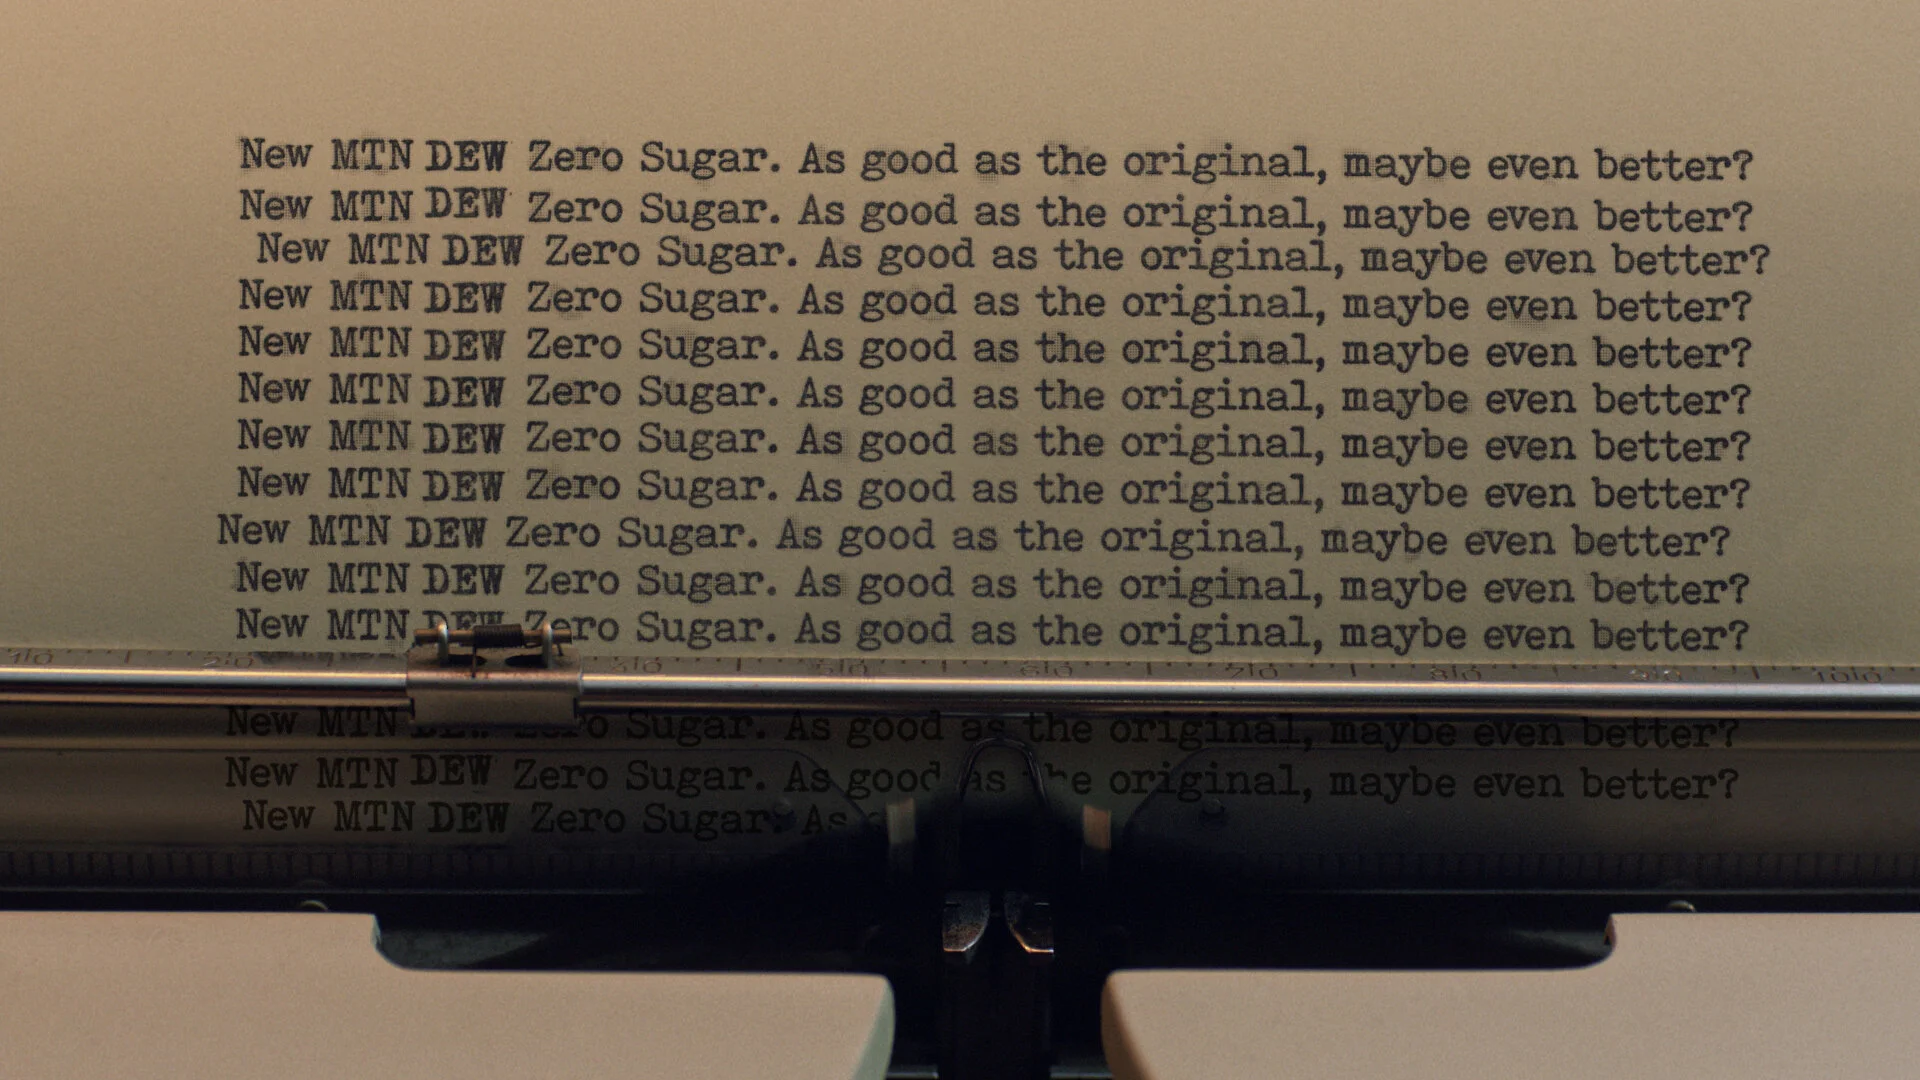 New MTN DEW Zero Sugar. As good as the original, maybe even better?
New MTN DEW Zero Sugar. As good as the original, maybe even better?
New MTN DEW Zero Sugar. As good as the original, maybe even better?
New MTN DEW Zero Sugar. As good as the original, maybe even better?
New MTN DEW Zero Sugar. As good as the original, maybe even better?
New MTN DEW Zero Sugar. As good as the original, maybe even better?
New MTN DEW Zero Sugar. As good as the original, maybe even better?
New MTN DEW Zero Sugar. As good as the original, maybe even better?
New MTN DEW Zero Sugar. As good as the original, maybe even better?
New MTN DEW Zero Sugar. As good as the original, maybe even better?
New MTN DEW Zero Sugar. As good as the original, maybe even better?
New MTN Sugar. As good as the original, maybe even better?
New MTN DEW Zero Sugar. As good as the original, maybe even better?
New MTN DEW Zero Sugar. As